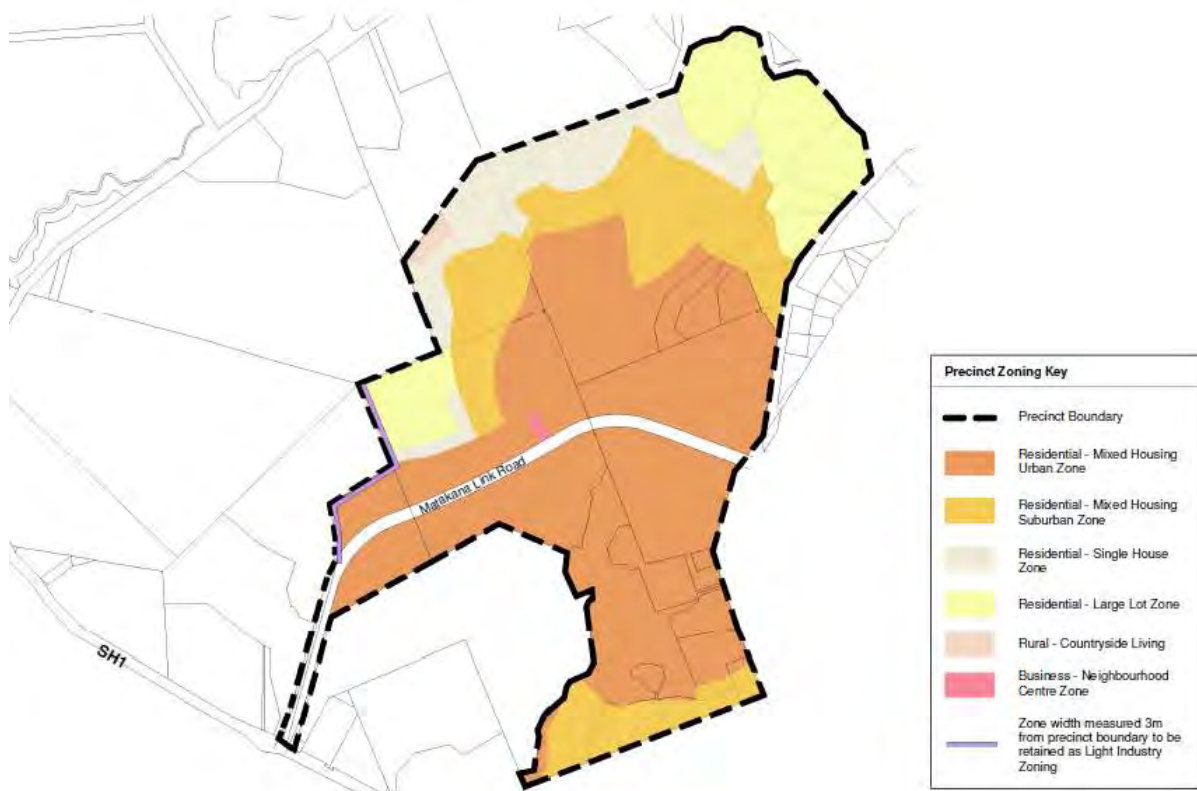 Matakana Link Road
SH1
Precinct Zoning Key
Precinct Boundary
Residential - Mixed Housing
Urban Zone
Residential - Mixed Housing
Suburban Zone
Residential - Single House
Zone
Residential - Large Lot Zone
Rural - Countryside Living
Business - Neighbourhood
Centre Zone
Zone width measured 3m
from precinct boundary to be
retained as Light Industry
Zoning